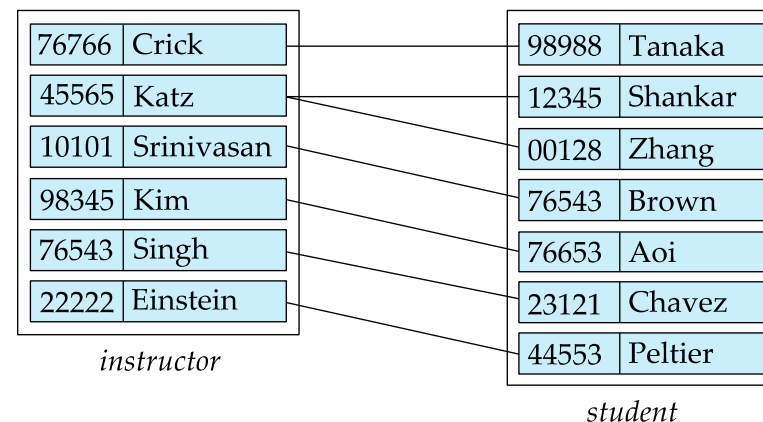 76766 Crick
45565 Katz
10101 Srinivasan
98345 Kim
76543 Singh
22222 Einstein
instructor
98988 Tanaka
12345 Shankar
00128 Zhang
76543 Brown
76653 Aoi
23121 Chavez
44553 Peltier
student